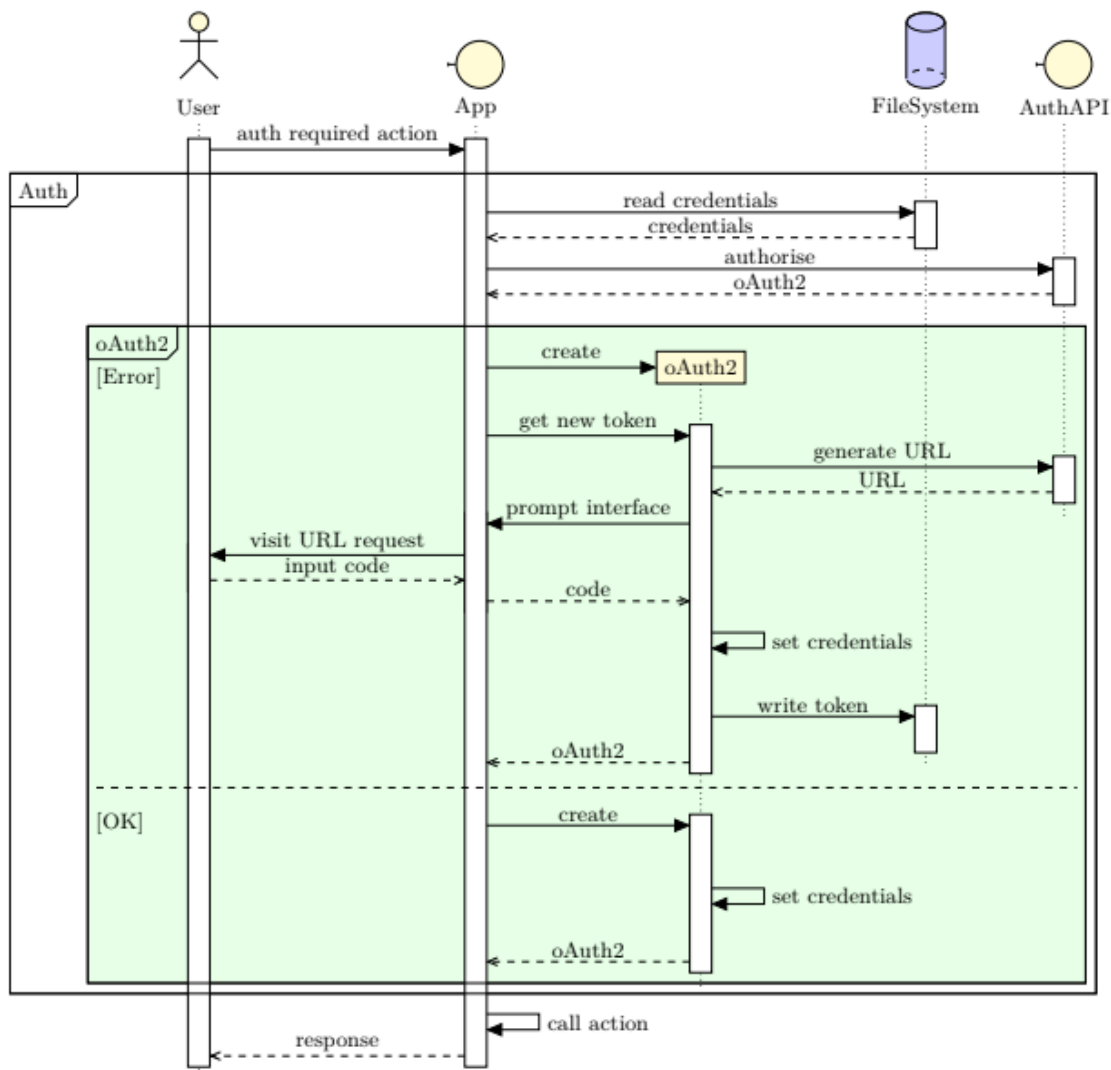 User
App
FileSystem
AuthAPI
auth required action
Auth
read credentials
credentials
authorise
oAuth2
oAuth2
[Error]
create
oAuth2
get new token
generate URL
URL
prompt interface
visit URL request
input code
code
set credentials
write token
oAuth2
[OK]
create
set credentials
oAuth2
call action
response